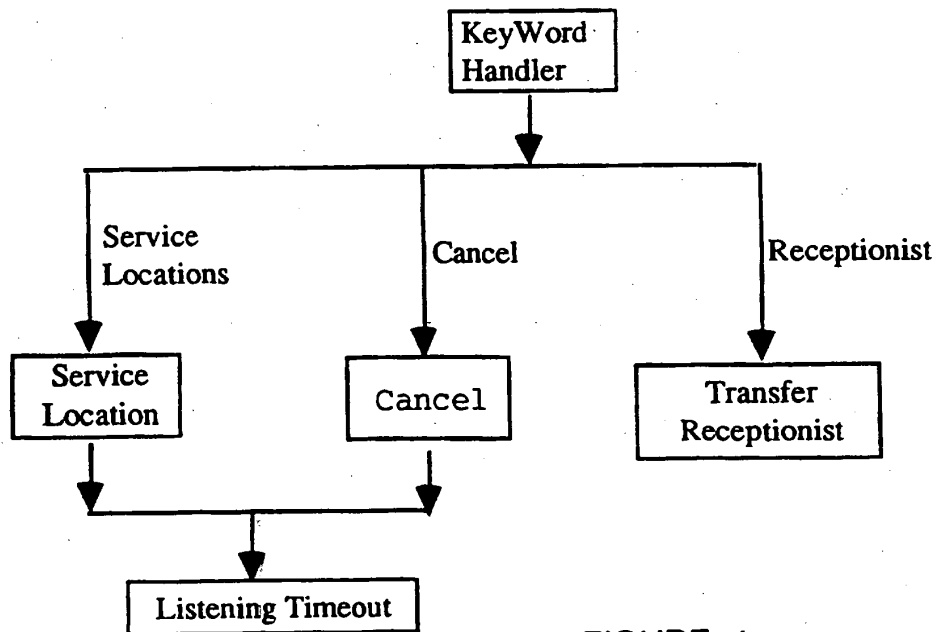 KeyWord
Handler
Service
Locations
Cancel
Receptionist
Service
Location
Cancel
Transfer
Receptionist
Listening Timeout